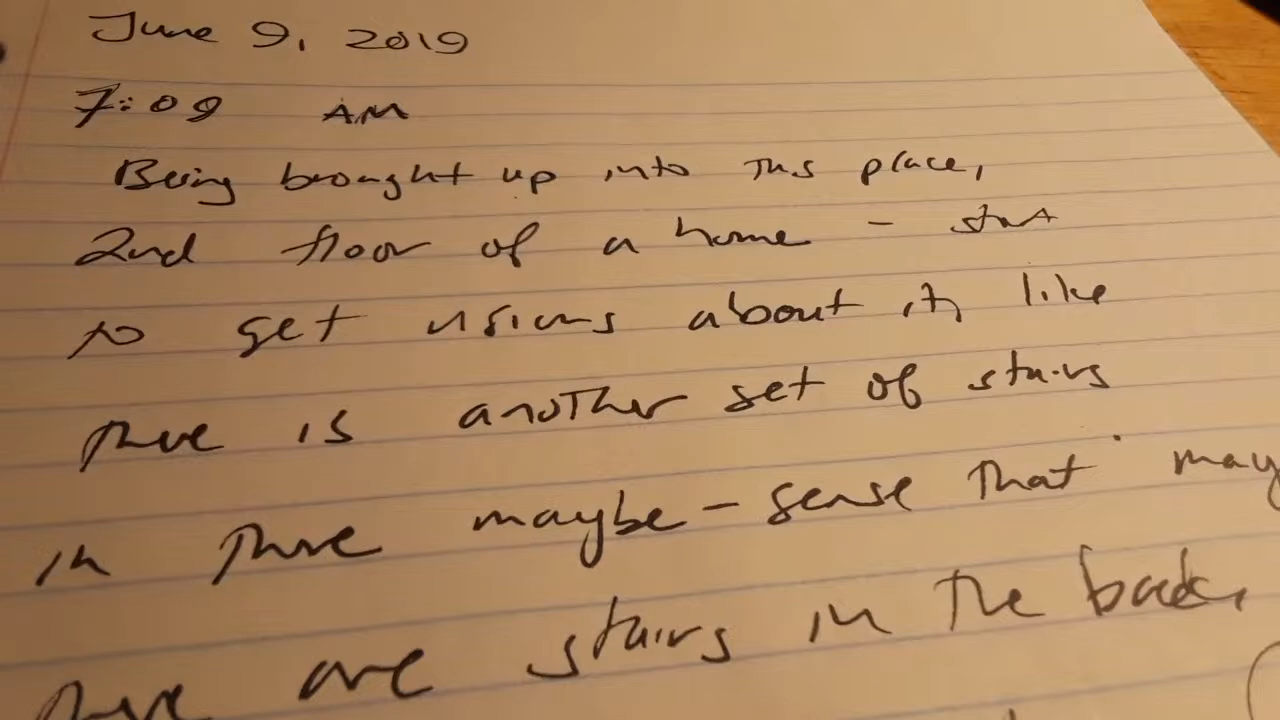 June 9, 2019
7:09 AM
Being brought up into this place,
2nd floor of a home - start
to get visions about it, like
there is another set of stairs
in there maybe - sense that may
there are stairs in the back,